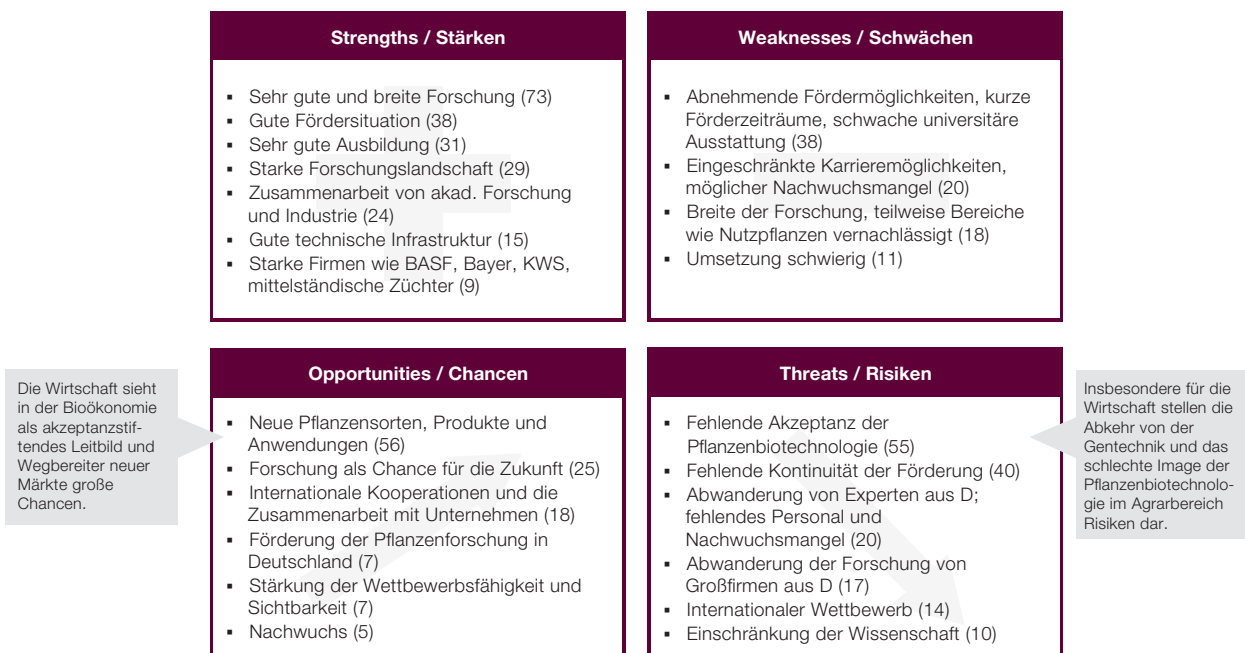 Strengths / Stärken
▪ Sehr gute und breite Forschung (73)
▪ Gute Fördersituation (38)
▪ Sehr gute Ausbildung (31)
▪ Starke Forschungslandschaft (29)
▪ Zusammenarbeit von akad. Forschung
und Industrie (24)
▪ Gute technische Infrastruktur (15)
▪ Starke Firmen wie BASF, Bayer, KWS,
mittelständische Züchter (9)
Weaknesses / Schwächen
▪ Abnehmende Fördermöglichkeiten, kurze
Förderzeiträume, schwache universitäre
Ausstattung (38)
▪ Eingeschränkte Karrieremöglichkeiten,
möglicher Nachwuchsmangel (20)
▪ Breite der Forschung, teilweise Bereiche
wie Nutzpflanzen vernachlässigt (18)
▪ Umsetzung schwierig (11)
Die Wirtschaft sieht
in der Bioökonomie
als akzeptanzstif-
tendes Leitbild und
Wegbereiter neuer
Märkte große
Chancen.
Opportunities / Chancen
▪ Neue Pflanzensorten, Produkte und
Anwendungen (56)
▪ Forschung als Chance für die Zukunft (25)
▪ Internationale Kooperationen und die
Zusammenarbeit mit Unternehmen (18)
▪ Förderung der Pflanzenforschung in
Deutschland (7)
▪ Stärkung der Wettbewerbsfähigkeit und
Sichtbarkeit (7)
▪ Nachwuchs (5)
Threats / Risiken
▪ Fehlende Akzeptanz der
Pflanzenbiotechnologie (55)
▪ Fehlende Kontinuität der Förderung (40)
▪ Abwanderung von Experten aus D;
fehlendes Personal und
Nachwuchsmangel (20)
▪ Abwanderung der Forschung von
Großfirmen aus D (17)
▪ Internationaler Wettbewerb (14)
▪ Einschränkung der Wissenschaft (10)
Insbesondere für die
Wirtschaft stellen die
Abkehr von der
Gentechnik und das
schlechte Image der
Pflanzenbiotechnolo-
gie im Agrarbereich
Risiken dar.